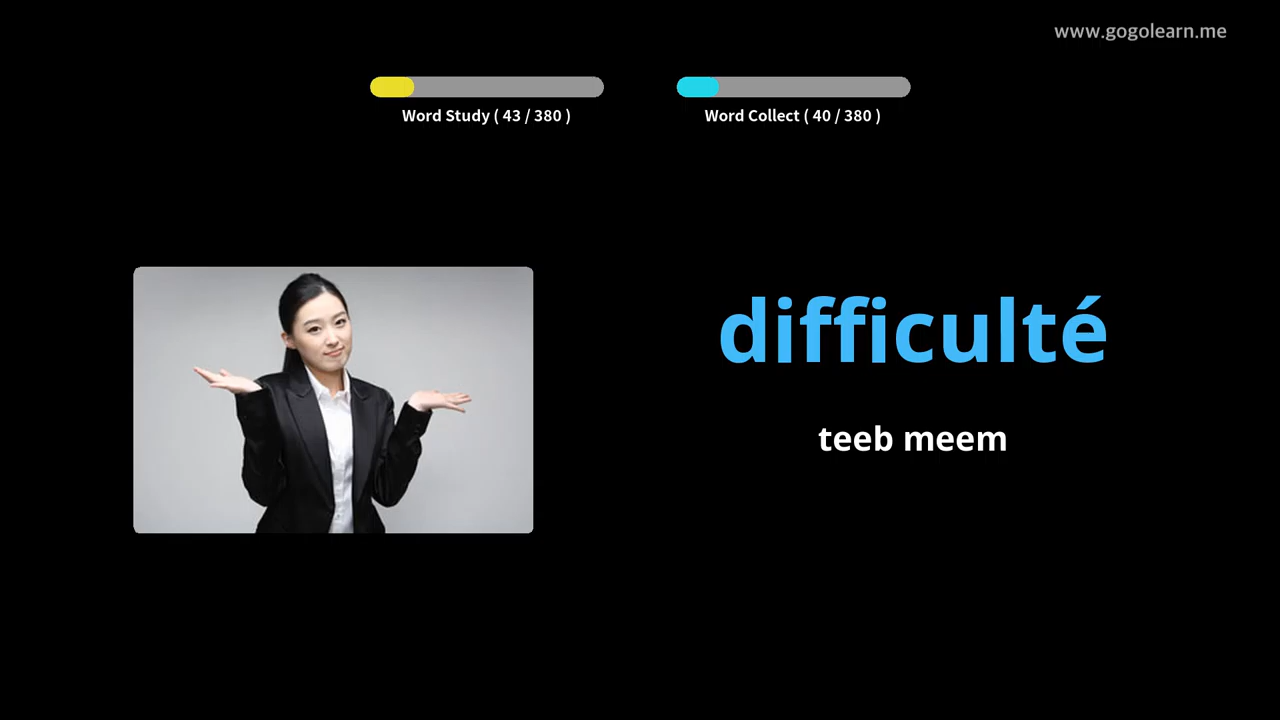 www.gogolearn.me
Word Study ( 43 / 380 )
Word Collect ( 40 / 380 )
difficulté
teeb meem